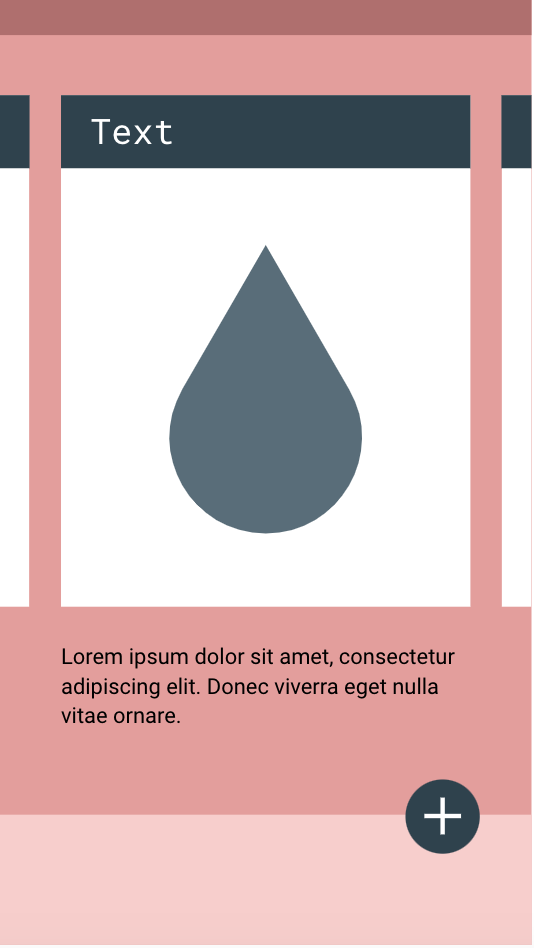 Text
Lorem ipsum dolor sit amet, consectetur
adipiscing elit. Donec viverra eget nulla
vitae ornare.